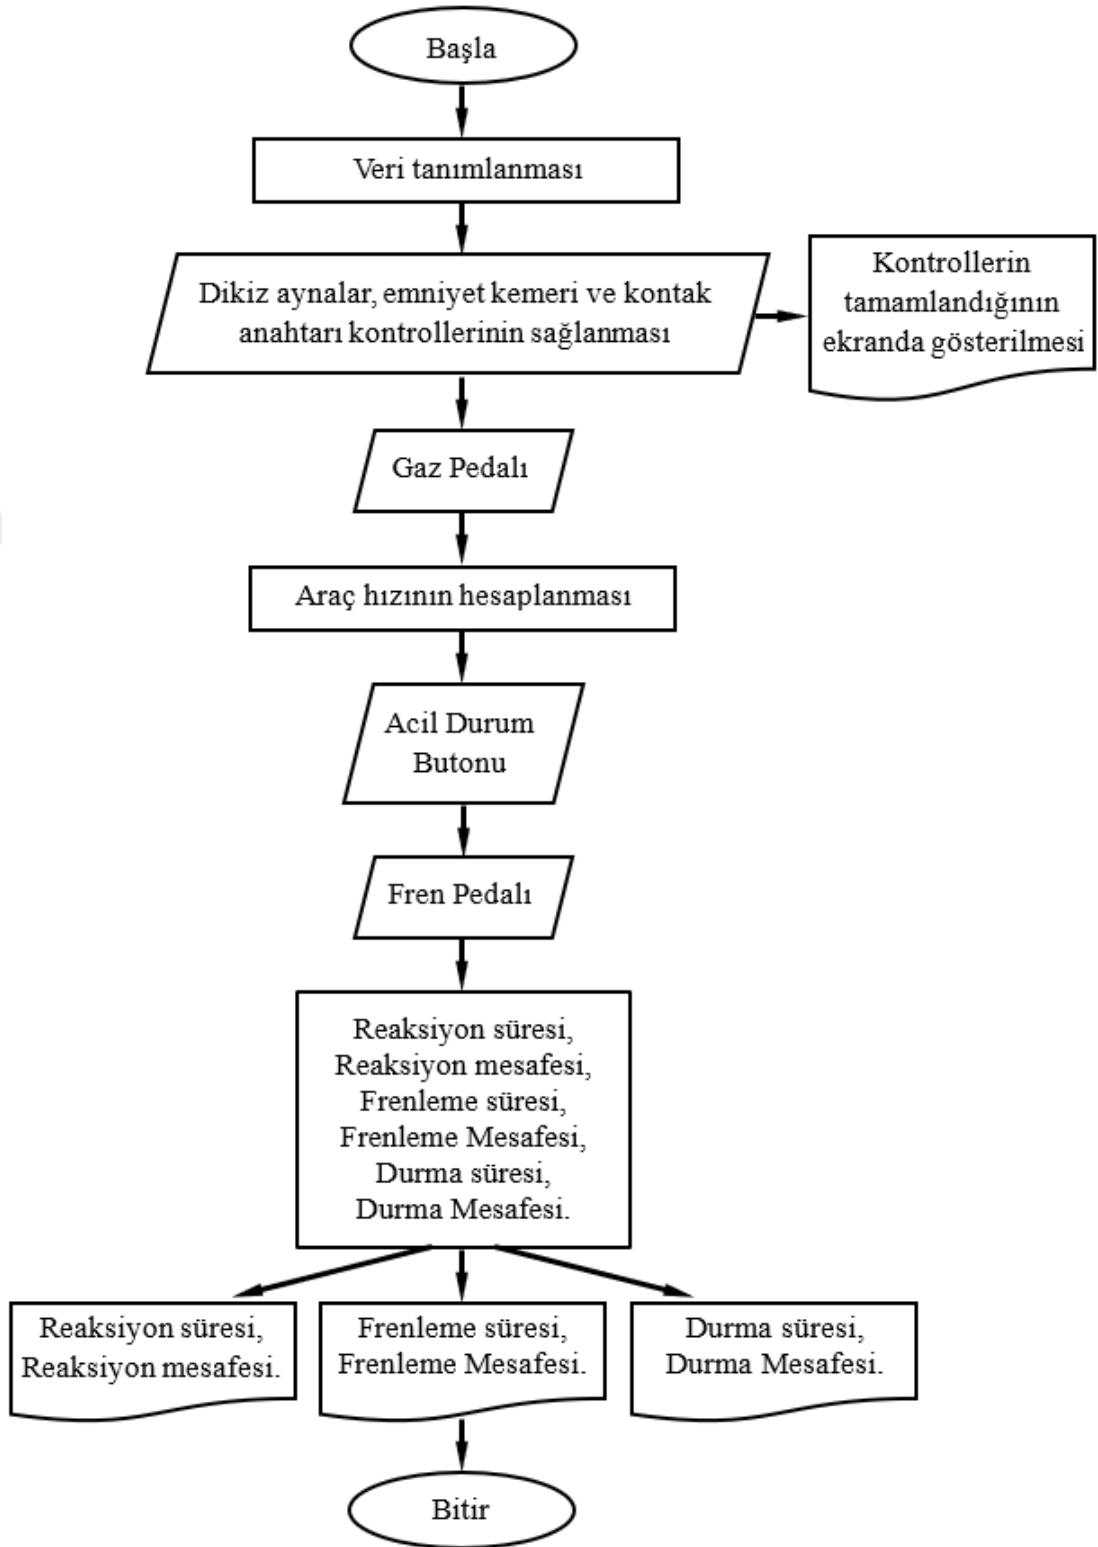 Başla
Veri tanımlanması
Dikiz aynalar, emniyet kemeri ve kontak
anahtarı kontrollerinin sağlanması
Kontrollerin
tamamlandığının
ekranda gösterilmesi
Gaz Pedalı
Araç hızının hesaplanması
Acil Durum
Butonu
Fren Pedalı
Reaksiyon süresi,
Reaksiyon mesafesi,
Frenleme süresi,
Frenleme Mesafesi,
Durma süresi,
Durma Mesafesi.
Reaksiyon süresi,
Reaksiyon mesafesi.
Frenleme süresi,
Frenleme Mesafesi.
Durma süresi,
Durma Mesafesi.
Bitir